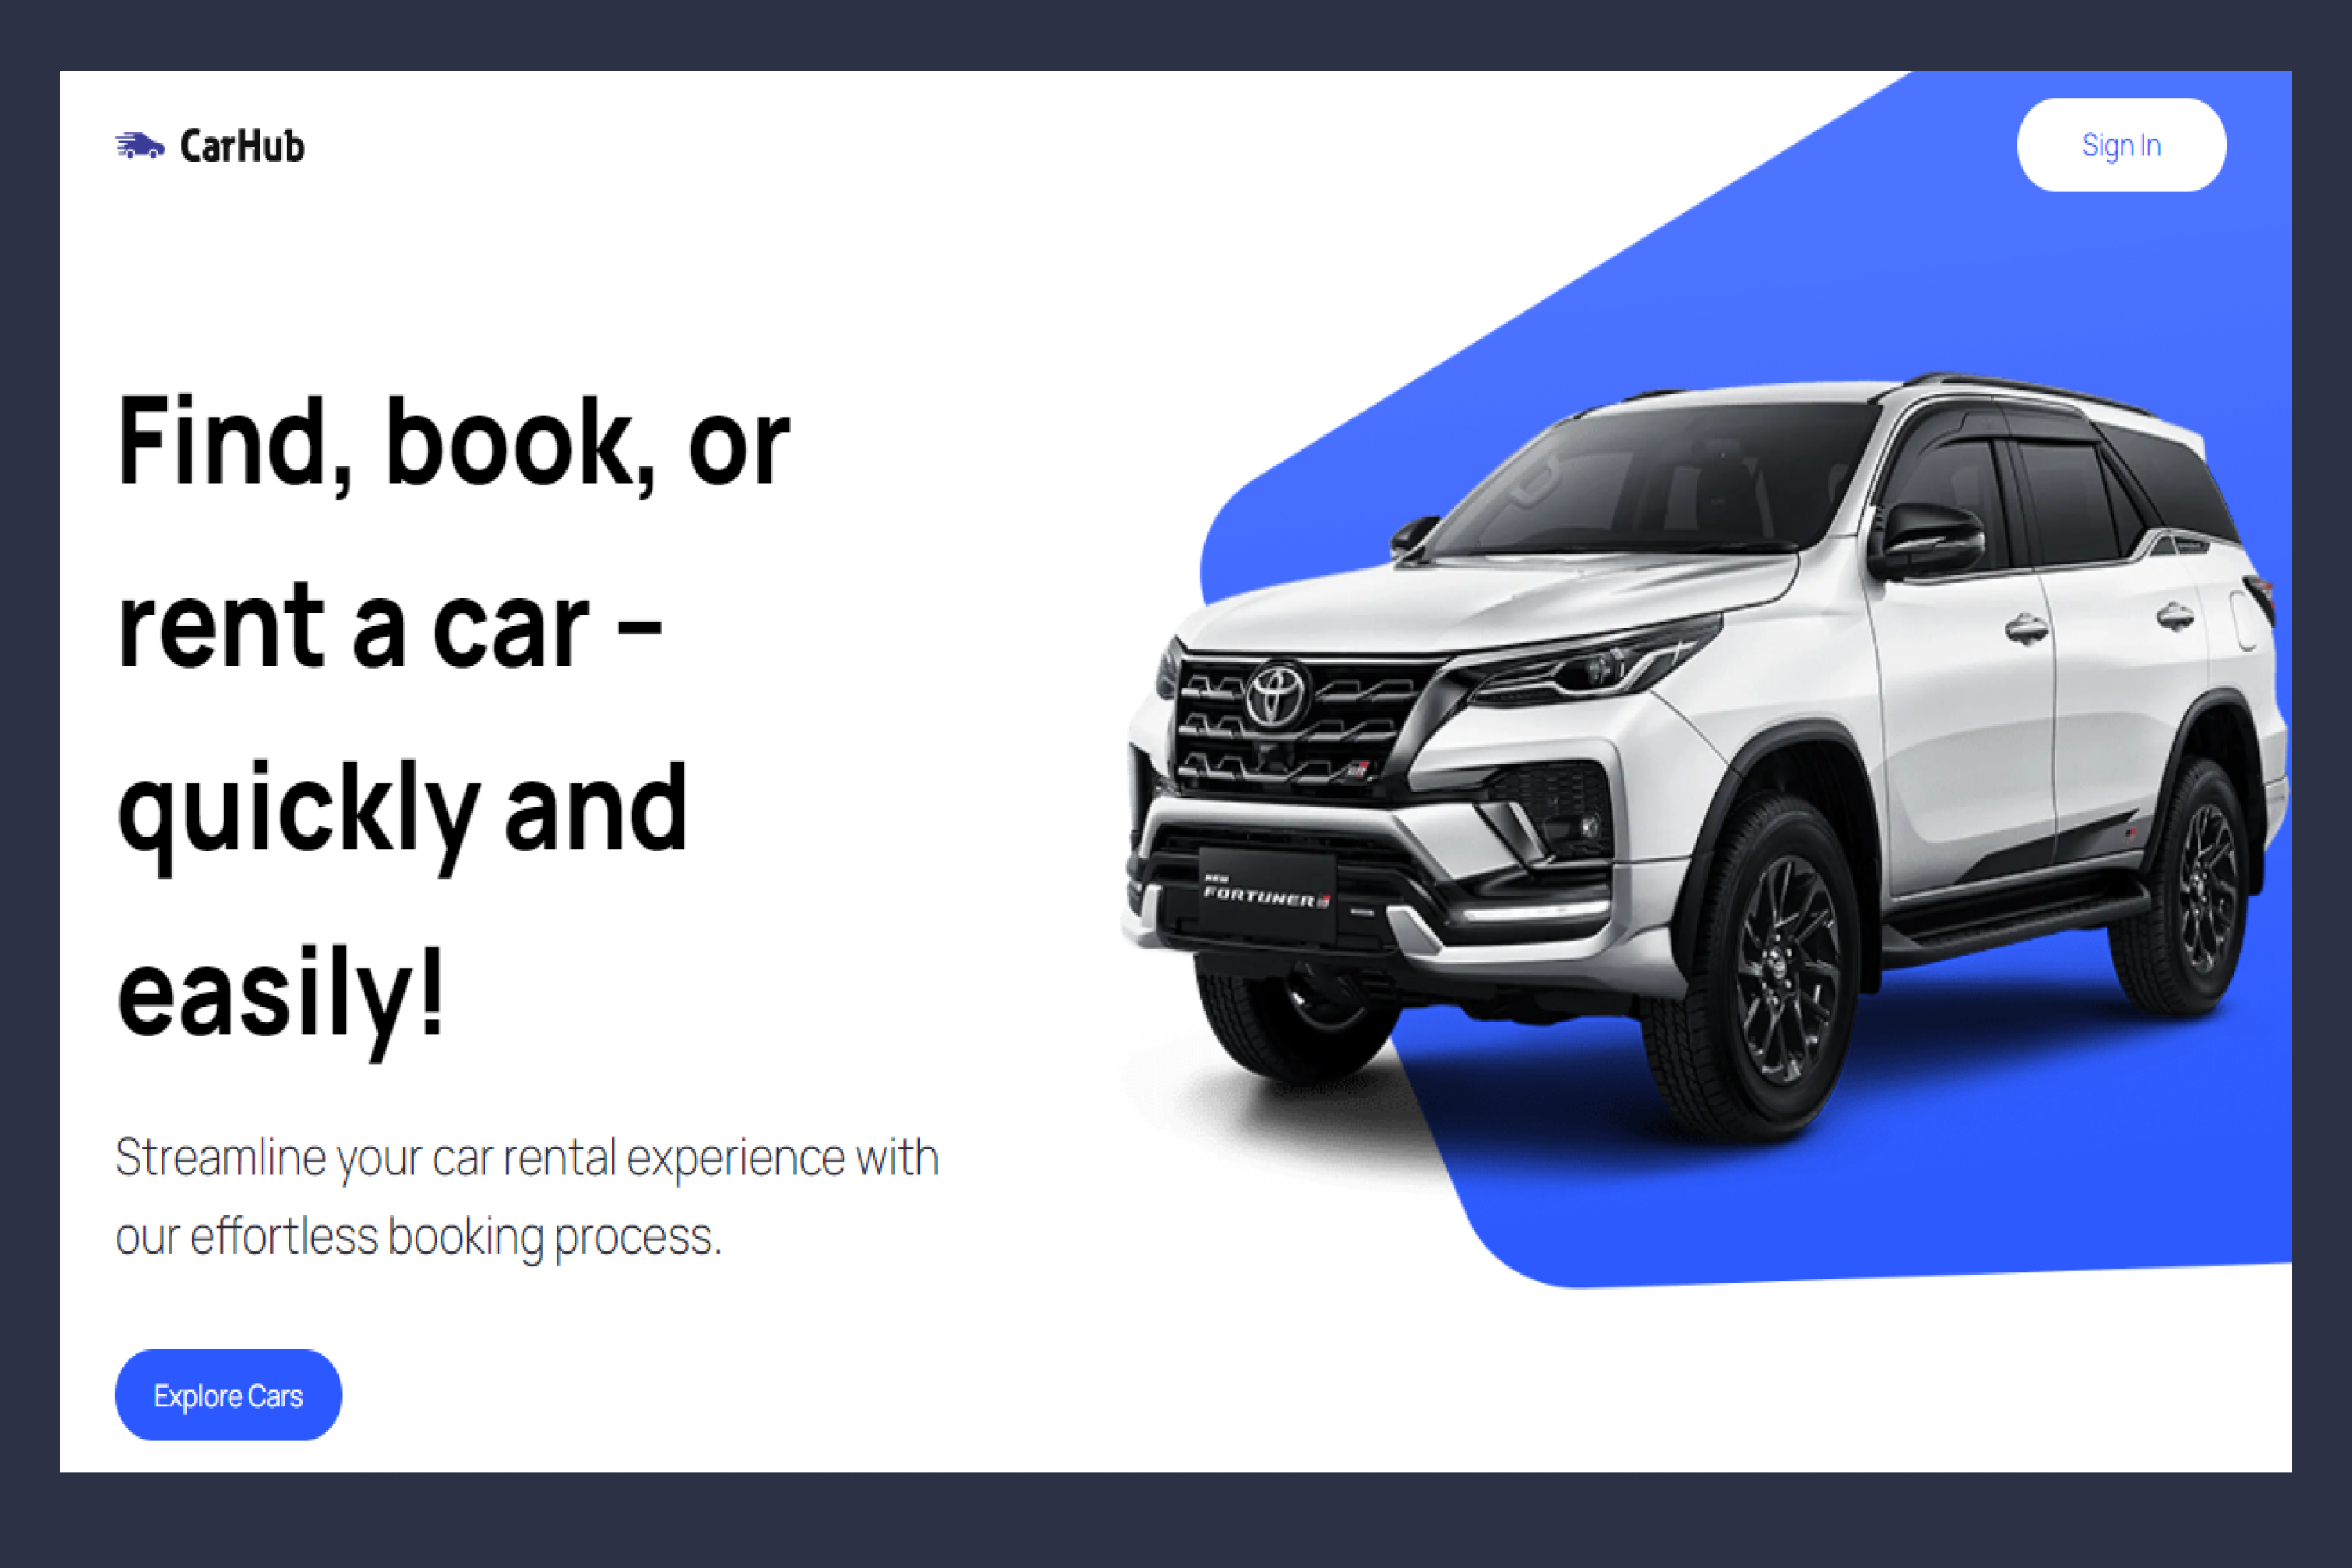 CarHub
Sign In
Find, book, or
rent a car –
quickly and
easily!
Streamline your car rental experience with
our effortless booking process.
Explore Cars
NEW
FORTUNER